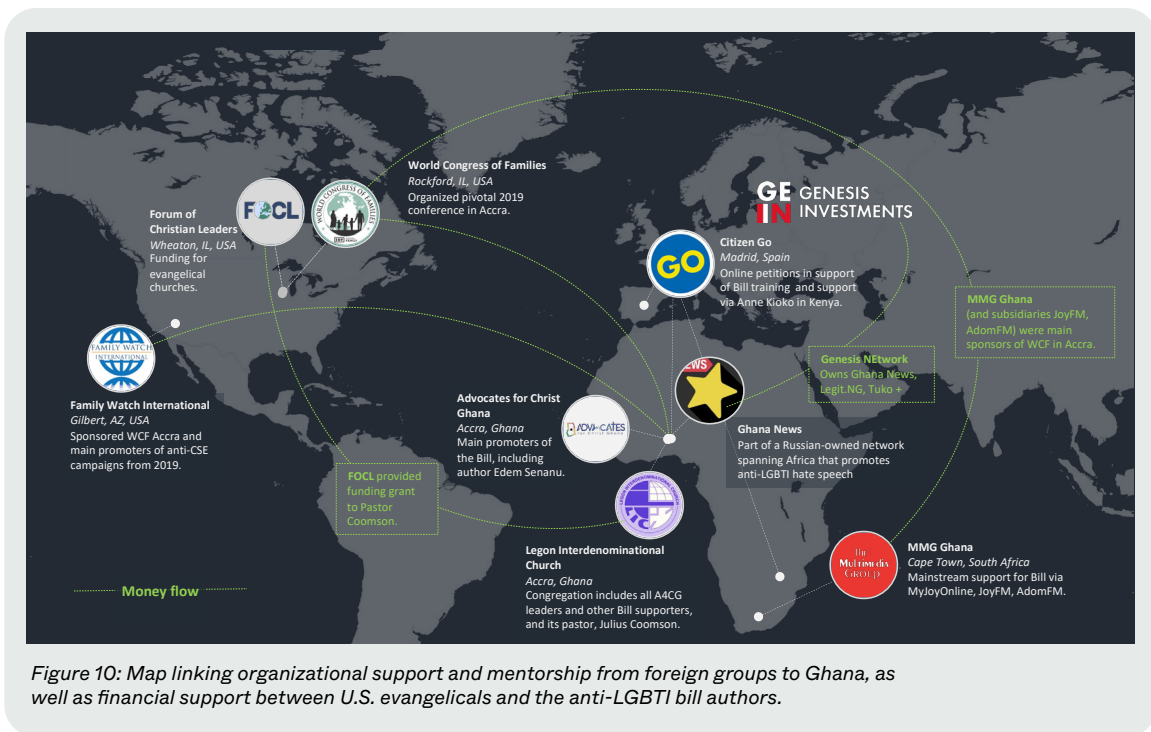 World Congress of Families
Rockford, IL, USA
Organized pivotal 2019
conference in Accra.
FOCL
WORLD CONGRESS OF FAMILIES
Forum of
Christian Leaders
Wheaton, IL, USA
Funding for
evangelical
churches.
GE
IN
GENESIS
INVESTMENTS
GO
Citizen Go
Madrid, Spain
Online petitions in support
of Bill training and support
via Anne Kioko in Kenya.
MMG Ghana
(and subsidiaries JoyFM,
AdomFM) were main
sponsors of WCF in Accra.
FAMILY WATCH
INTERNATIONAL
Family Watch International
Gilbert, AZ, USA
Sponsored WCF Accra and
main promoters of anti-CSE
campaigns from 2019.
Genesis NEtwork
Owns Ghana News,
Legit.NG, Tuko +
EWS
Advocates for Christ
Ghana
Accra, Ghana
Main promoters of
the Bill, including
author Edem Senanu.
ADVOCATES
Ghana News
Part of a Russian-owned network
spanning Africa that promotes
anti-LGBTI hate speech
FOCL provided
funding grant
to Pastor
Coomson.
LEGON INTERDENOMINATIONAL CHURCH
LIC
Legon Interdenominational
Church
Accra, Ghana
Congregation includes all A4CG
leaders and other Bill supporters,
and its pastor, Julius Coomson.
The
Multimedia
Group
MMG Ghana
Cape Town, South Africa
Mainstream support for Bill via
MyJoyOnline, JoyFM, AdomFM.
Money flow
Figure 10: Map linking organizational support and mentorship from foreign groups to Ghana, as
well as financial support between U.S. evangelicals and the anti-LGBTI bill authors.